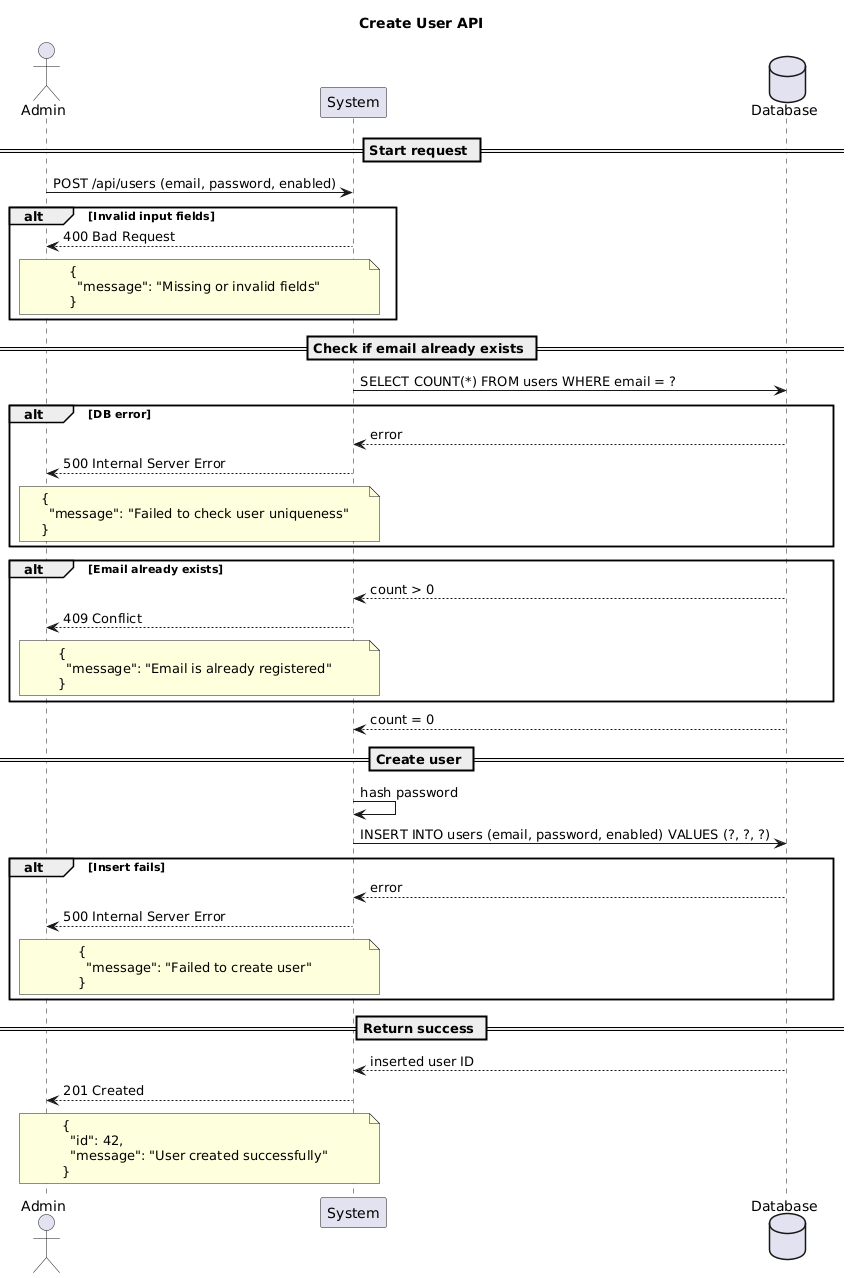 Create User API
Admin
System
Database
Start request
POST /api/users (email, password, enabled)
alt [Invalid input fields]
400 Bad Request
{
"message": "Missing or invalid fields"
}
Check if email already exists
SELECT COUNT(*) FROM users WHERE email = ?
alt [DB error]
error
500 Internal Server Error
{
"message": "Failed to check user uniqueness"
}
alt [Email already exists]
count > 0
409 Conflict
{
"message": "Email is already registered"
}
count = 0
Create user
hash password
INSERT INTO users (email, password, enabled) VALUES (?, ?, ?)
alt [Insert fails]
error
500 Internal Server Error
{
"message": "Failed to create user"
}
Return success
inserted user ID
201 Created
{
"id": 42,
"message": "User created successfully"
}
Admin
System
Database